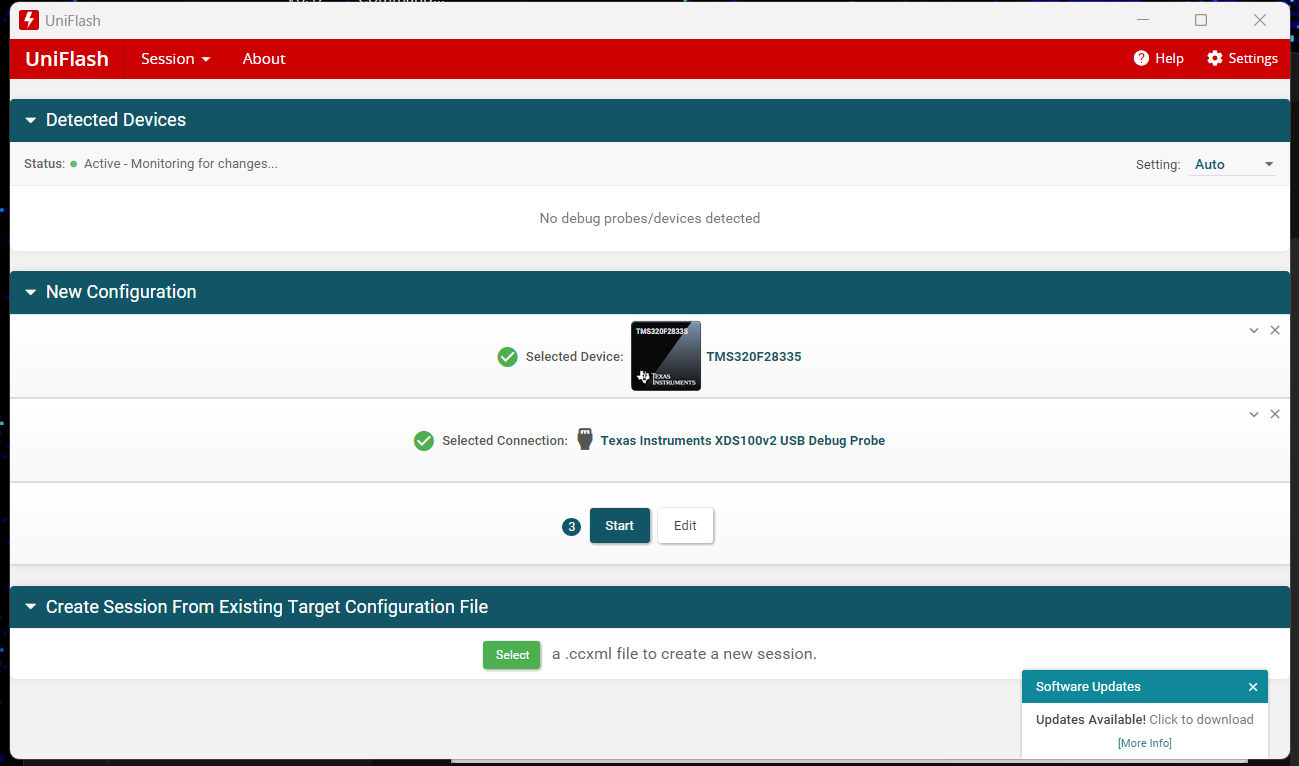 UniFlash
UniFlash Session About Help Settings
Detected Devices
Status: Active - Monitoring for changes... Setting: Auto
No debug probes/devices detected
New Configuration
Selected Device: TMS320F28335 TEXAS INSTRUMENTS TMS320F28335
Selected Connection: Texas Instruments XDS100v2 USB Debug Probe
3 Start Edit
Create Session From Existing Target Configuration File
Select a .ccxml file to create a new session.
Software Updates
Updates Available! Click to download
[More Info]